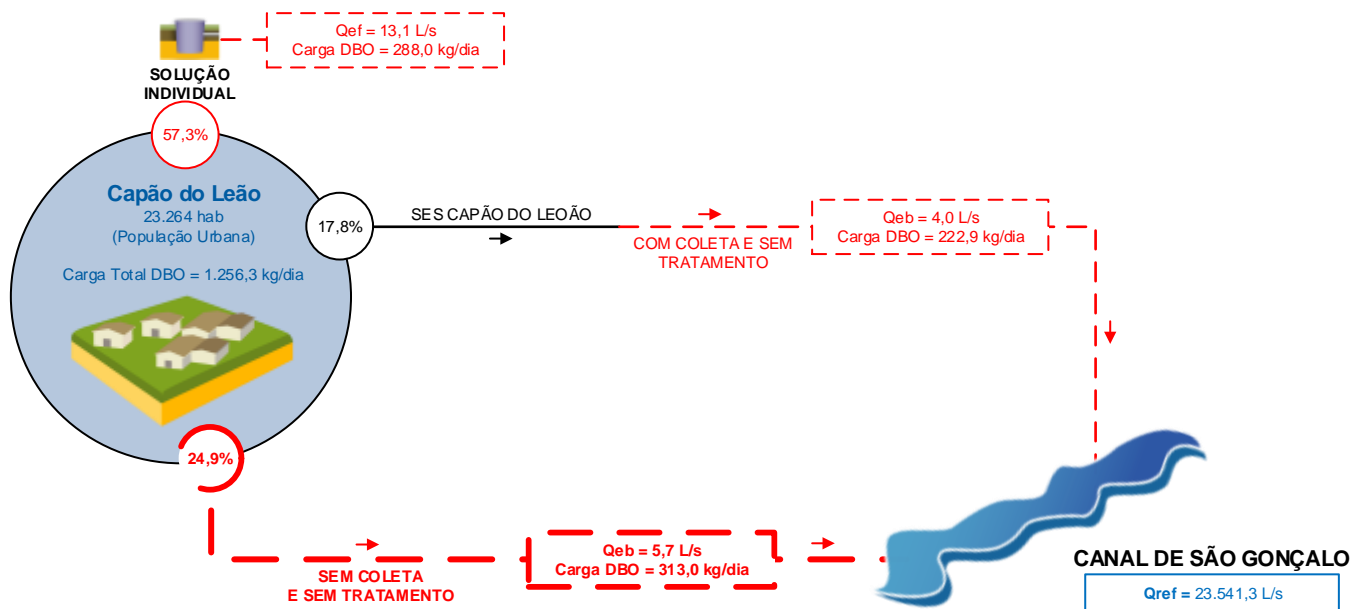 Qef = 13,1 L/s
Carga DBO = 288,0 kg/dia
SOLUÇÃO
INDIVIDUAL
57,3%
Capão do Leão
23.264 hab
(População Urbana)
Carga Total DBO = 1.256,3 kg/dia
17,8%
SES CAPÃO DO LEOÃO
COM COLETA E SEM
TRATAMENTO
Qeb = 4,0 L/s
Carga DBO = 222,9 kg/dia
24,9%
SEM COLETA
E SEM TRATAMENTO
Qeb = 5,7 L/s
Carga DBO = 313,0 kg/dia
CANAL DE SÃO GONÇALO
Qref = 23.541,3 L/s